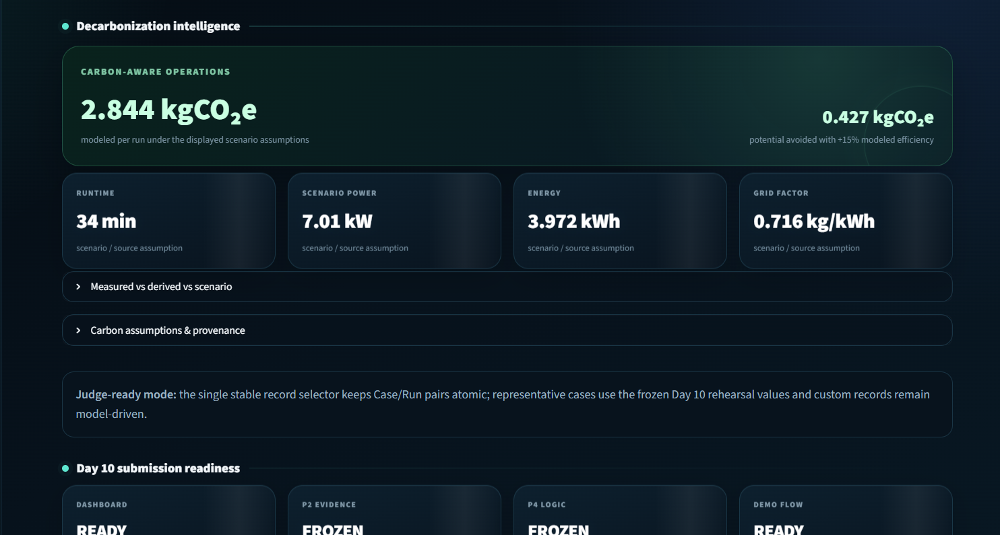 Decarbonization intelligence
CARBON-AWARE OPERATIONS
2.844 kgCO₂e
modeled per run under the displayed scenario assumptions
0.427 kgCO₂e
potential avoided with +15% modeled efficiency
RUNTIME
34 min
scenario / source assumption
SCENARIO POWER
7.01 kW
scenario / source assumption
ENERGY
3.972 kWh
scenario / source assumption
GRID FACTOR
0.716 kg/kWh
scenario / source assumption
Measured vs derived vs scenario
Carbon assumptions & provenance
Judge-ready mode: the single stable record selector keeps Case/Run pairs atomic; representative cases use the frozen Day 10 rehearsal values and custom records remain
model-driven.
Day 10 submission readiness
DASHBOARD
READY
P2 EVIDENCE
FROZEN
P4 LOGIC
FROZEN
DEMO FLOW
READY